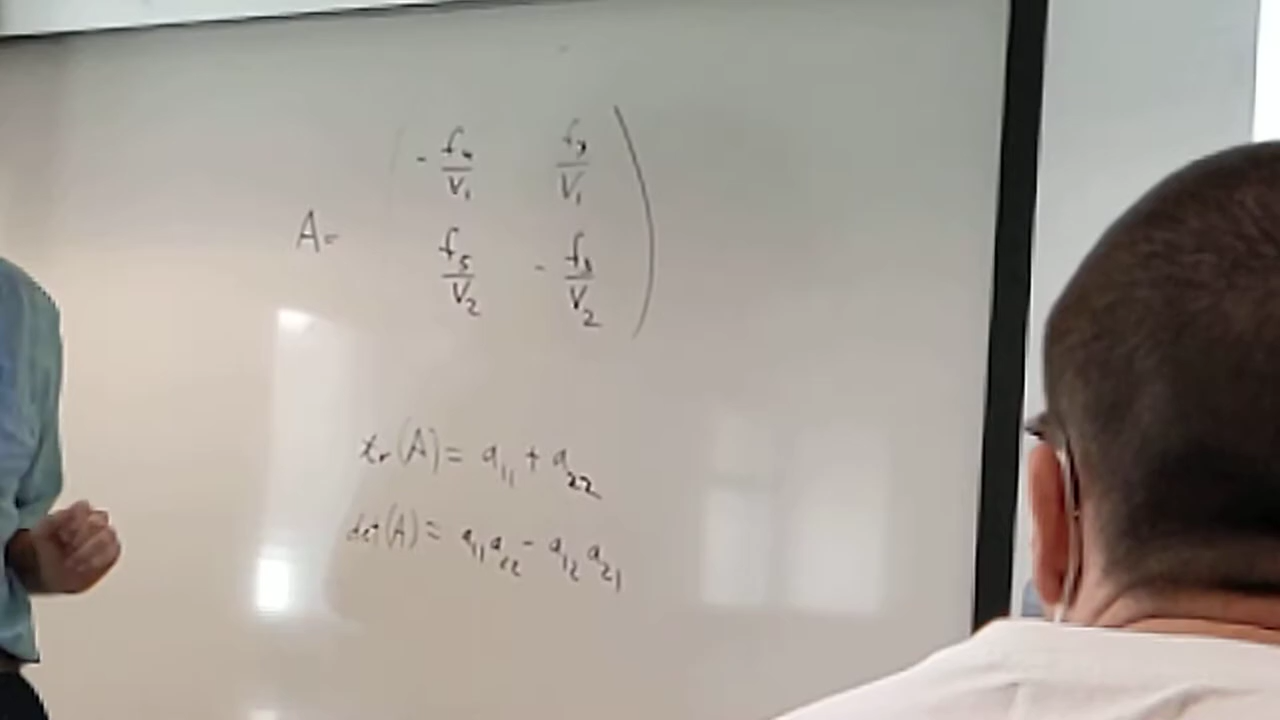 A= ( - f₄/V₁ f₃/V₁
f₅/V₂ - f₃/V₂ )
tr(A)= a₁₁ + a₂₂
det(A)= a₁₁a₂₂ - a₁₂a₂₁